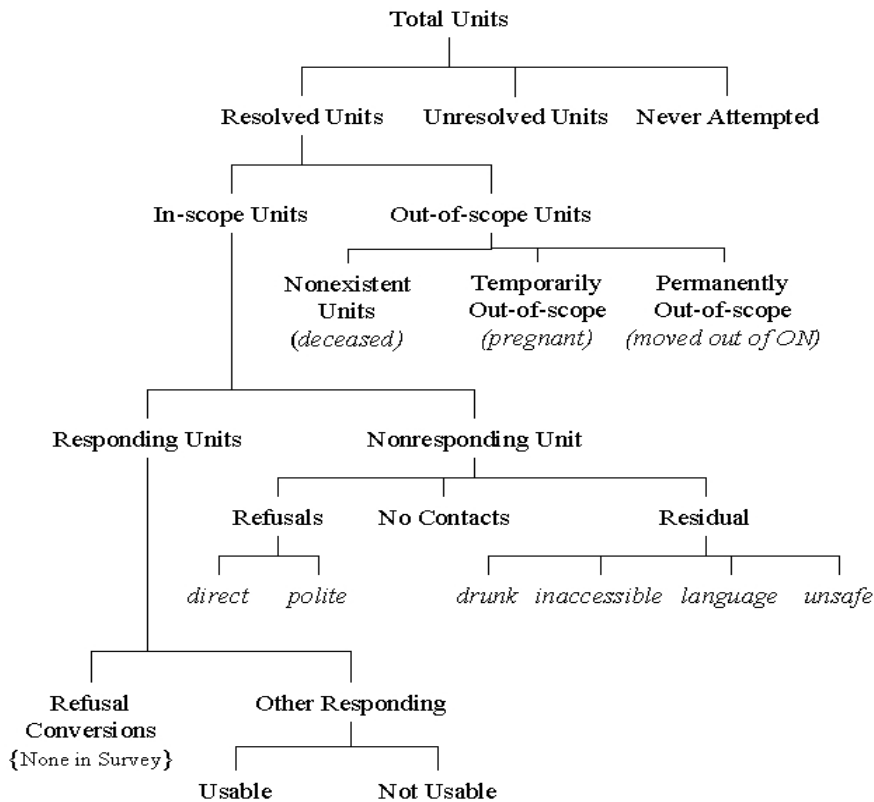 Total Units
Resolved Units Unresolved Units Never Attempted
In-scope Units Out-of-scope Units
Nonexistent Units (deceased)
Temporarily Out-of-scope (pregnant)
Permanently Out-of-scope (moved out of ON)
Responding Units Nonresponding Unit
Refusals No Contacts Residual
direct polite drunk inaccessible language unsafe
Refusal Conversions {None in Survey}
Other Responding
Usable Not Usable